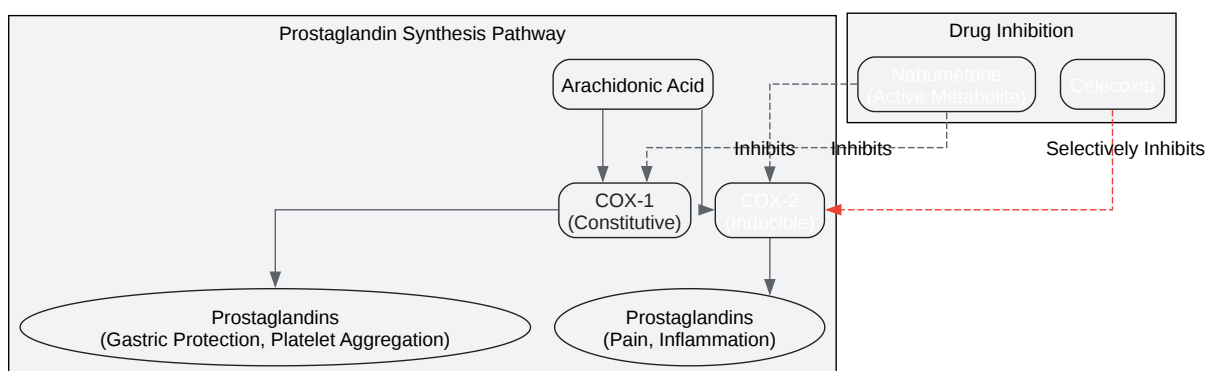 Prostaglandin Synthesis Pathway
Drug Inhibition
Arachidonic Acid
Nabumetone
(Active Metabolite)
Celecoxib
Inhibits
Inhibits
Selectively Inhibits
COX-1
(Constitutive)
COX-2
(Inducible)
Prostaglandins
(Gastric Protection, Platelet Aggregation)
Prostaglandins
(Pain, Inflammation)